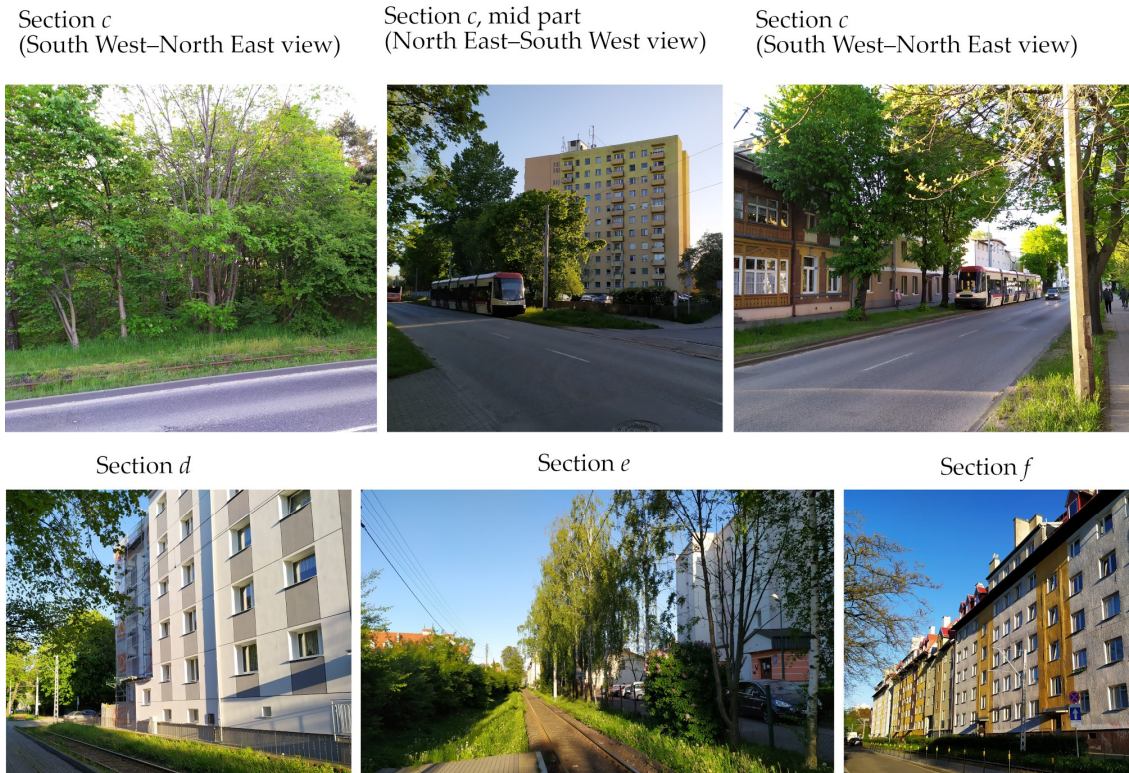 Section c
(South West–North East view)
Section c, mid part
(North East–South West view)
Section c
(South West–North East view)
Section d
Section e
Section f